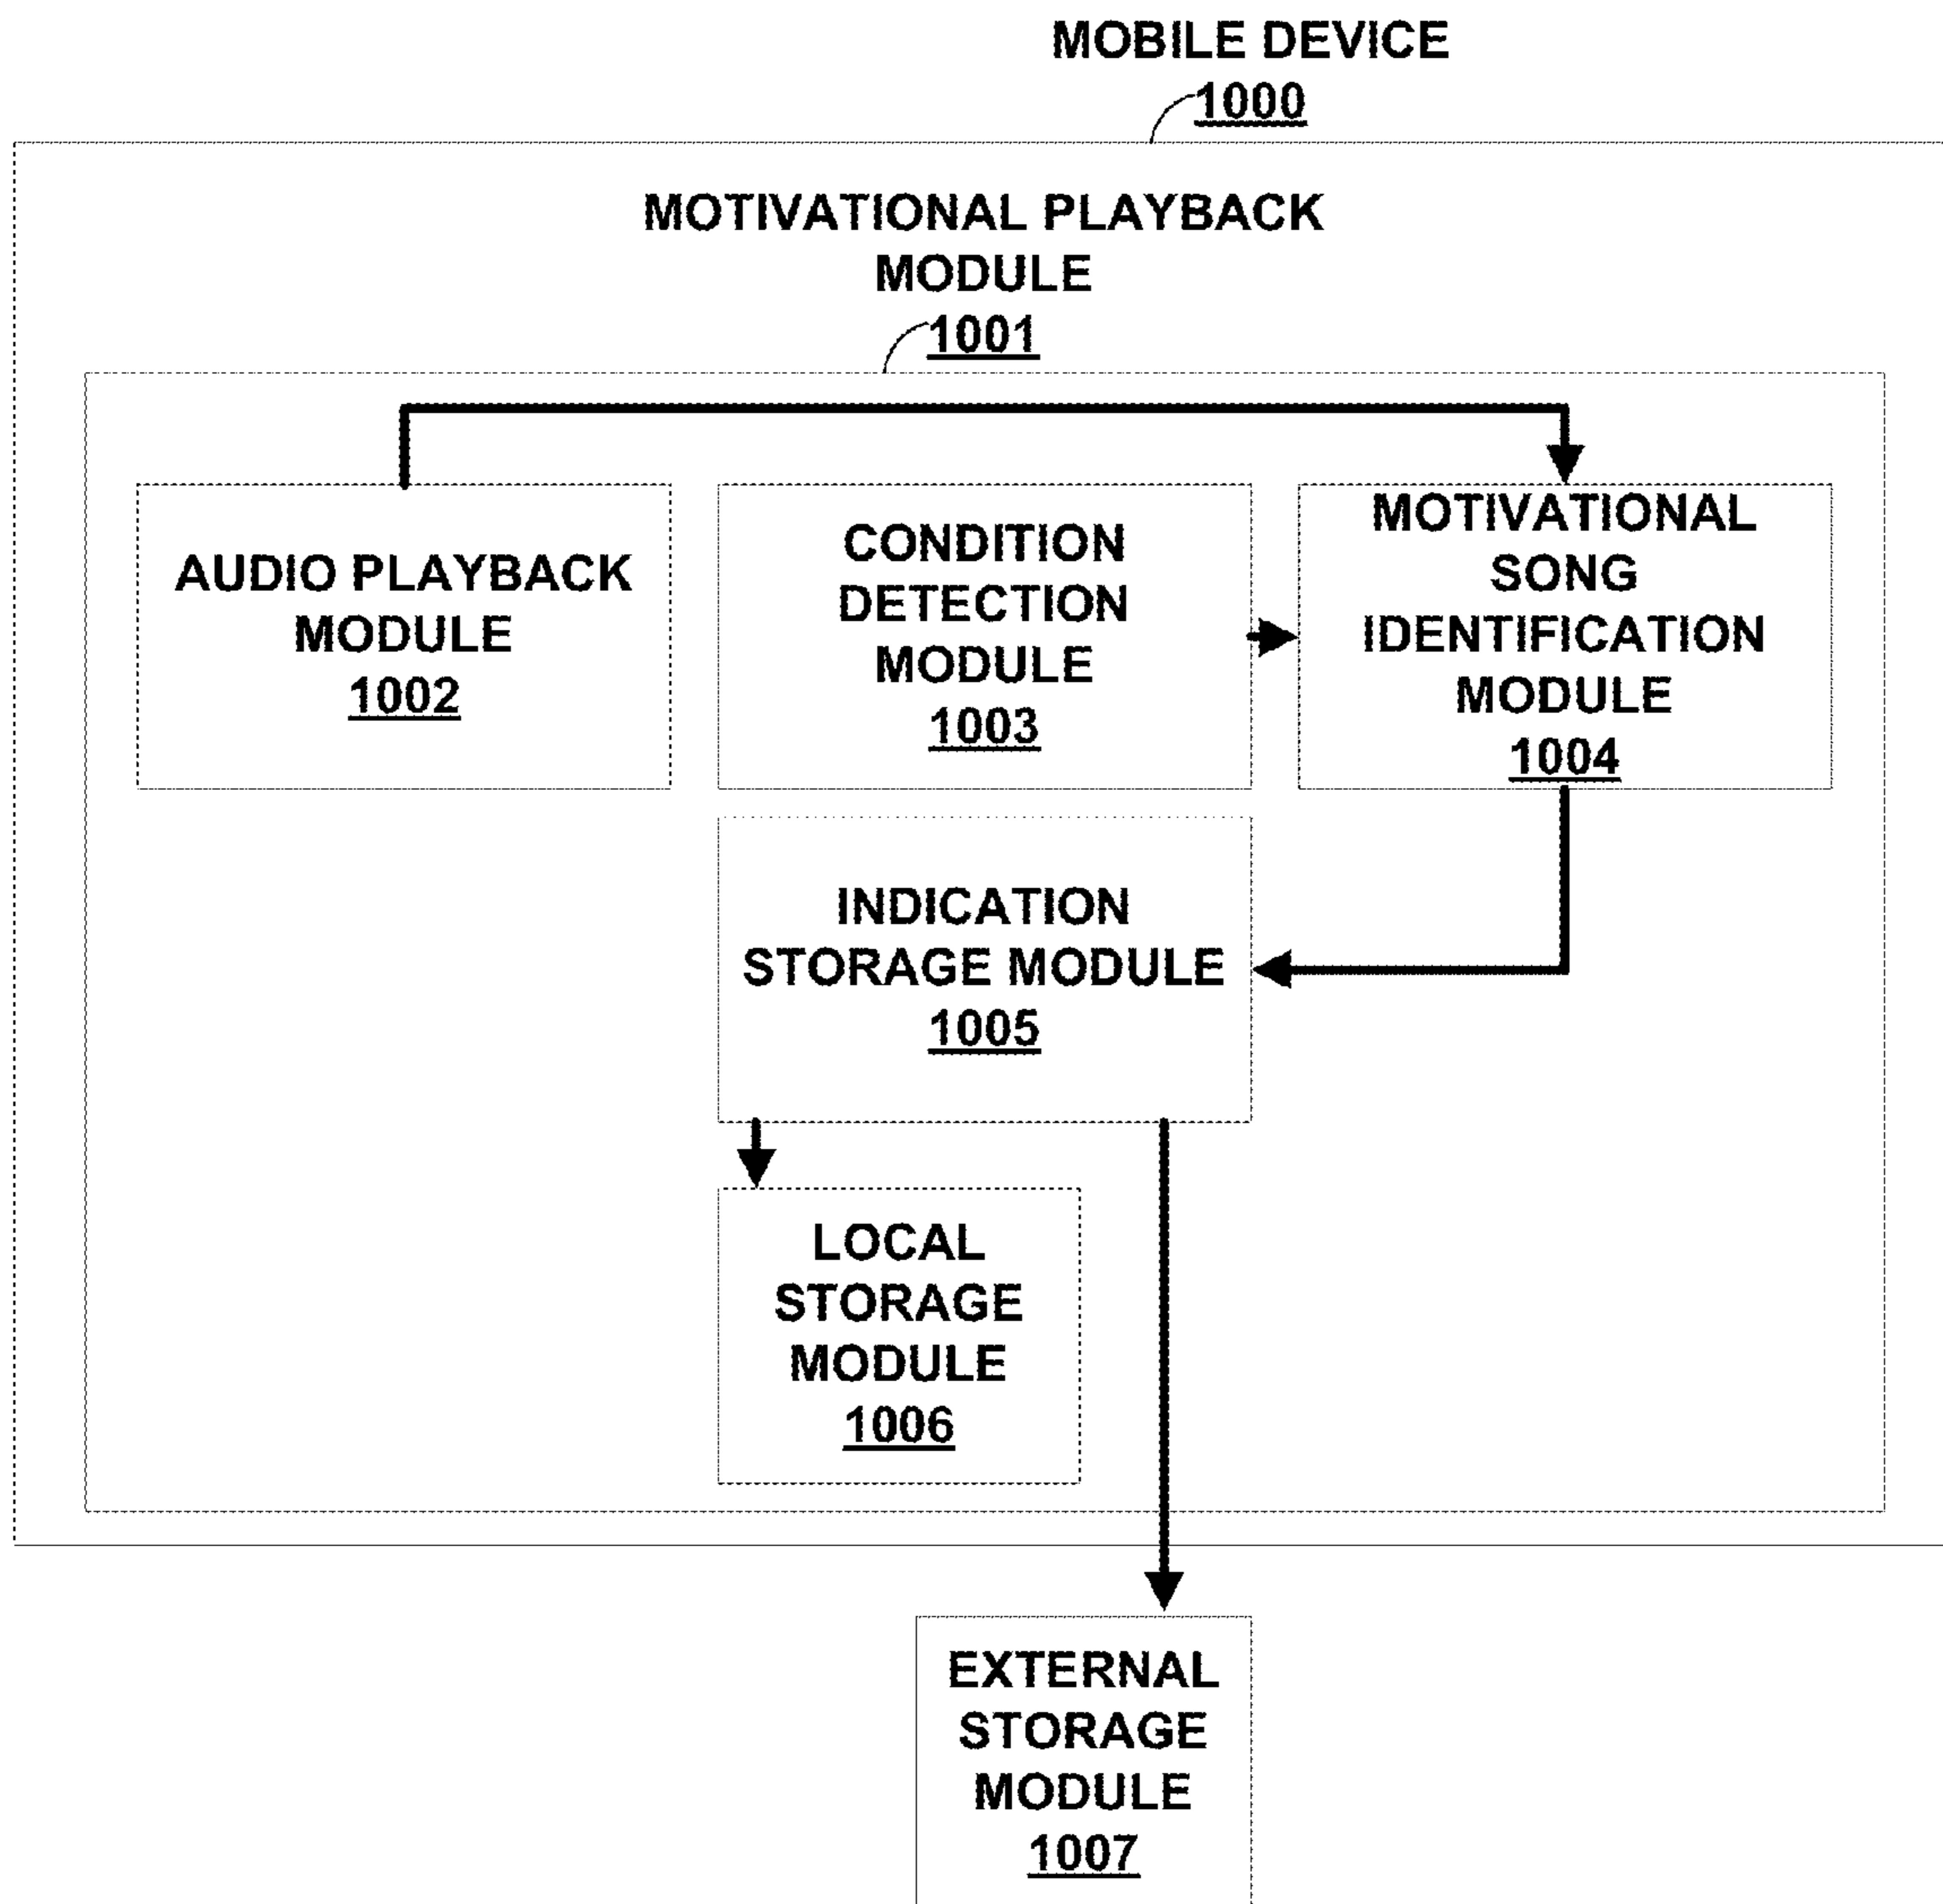 MOBILE DEVICE
1000
MOTIVATIONAL PLAYBACK
MODULE
1001
AUDIO PLAYBACK
MODULE
1002
CONDITION
DETECTION
MODULE
1003
MOTIVATIONAL
SONG
IDENTIFICATION
MODULE
1004
INDICATION
STORAGE MODULE
1005
LOCAL
STORAGE
MODULE
1006
EXTERNAL
STORAGE
MODULE
1007